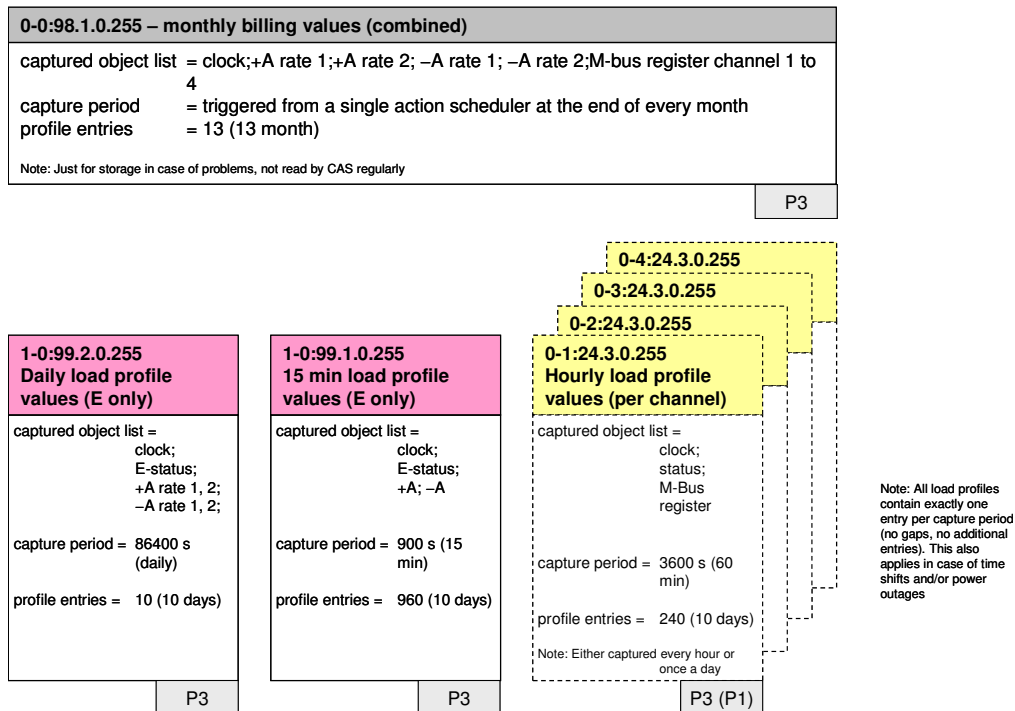 0-0:98.1.0.255 – monthly billing values (combined)
captured object list = clock;+A rate 1;+A rate 2; –A rate 1; –A rate 2;M-bus register channel 1 to
4
capture period = triggered from a single action scheduler at the end of every month
profile entries = 13 (13 month)
Note: Just for storage in case of problems, not read by CAS regularly
P3
0-4:24.3.0.255
0-3:24.3.0.255
0-2:24.3.0.255
1-0:99.2.0.255
Daily load profile
values (E only)
captured object list =
clock;
E-status;
+A rate 1, 2;
–A rate 1, 2;
capture period = 86400 s
(daily)
profile entries = 10 (10 days)
P3
1-0:99.1.0.255
15 min load profile
values (E only)
captured object list =
clock;
E-status;
+A; –A
capture period = 900 s (15
min)
profile entries = 960 (10 days)
P3
0-1:24.3.0.255
Hourly load profile
values (per channel)
captured object list =
clock;
status;
M-Bus
register
capture period = 3600 s (60
min)
profile entries = 240 (10 days)
Note: Either captured every hour or
once a day
P3 (P1)
Note: All load profiles
contain exactly one
entry per capture period
(no gaps, no additional
entries). This also
applies in case of time
shifts and/or power
outages